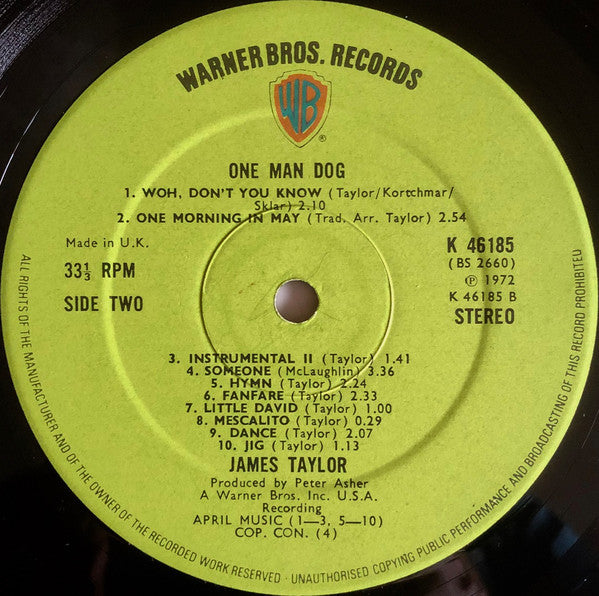 WARNER BROS. RECORDS
WB
®
ONE MAN DOG
1. WOH, DON'T YOU KNOW (Taylor/Kortchmar/
Sklar) 2.10
2. ONE MORNING IN MAY (Trad. Arr. Taylor) 2.54
Made in U.K.
33⅓ RPM
SIDE TWO
K 46185
(BS 2660)
℗ 1972
K 46185 B
STEREO
3. INSTRUMENTAL II (Taylor) 1.41
4. SOMEONE (McLaughlin) 3.36
5. HYMN (Taylor) 2.24
6. FANFARE (Taylor) 2.33
7. LITTLE DAVID (Taylor) 1.00
8. MESCALITO (Taylor) 0.29
9. DANCE (Taylor) 2.07
10. JIG (Taylor) 1.13
JAMES TAYLOR
Produced by Peter Asher
A Warner Bros. Inc. U.S.A.
Recording
APRIL MUSIC (1—3, 5—10)
COP. CON. (4)
ALL RIGHTS OF THE MANUFACTURER AND OF THE OWNER OF THE RECORDED WORK RESERVED · UNAUTHORISED COPYING PUBLIC PERFORMANCE AND BROADCASTING OF THIS RECORD PROHIBITED